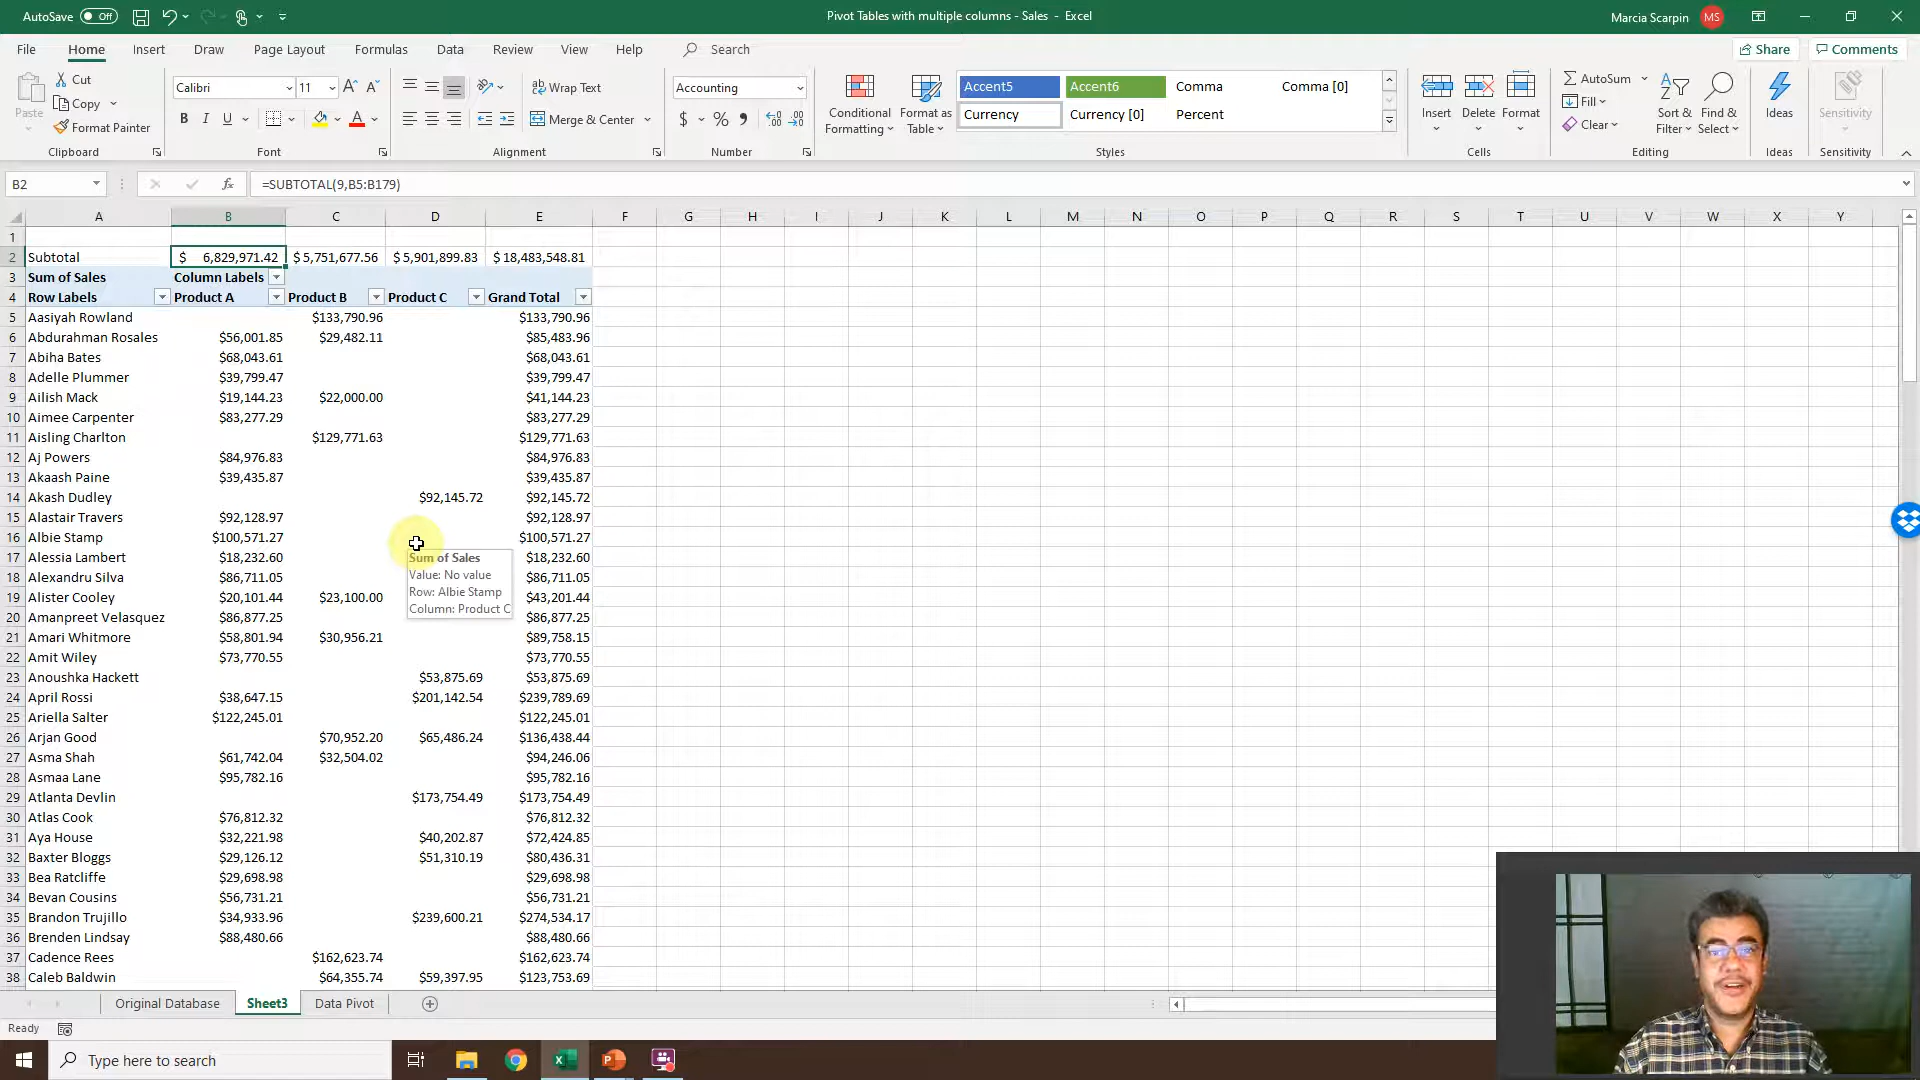 AutoSave Off
Pivot Tables with multiple columns - Sales - Excel
Marcia Scarpin MS
File Home Insert Draw Page Layout Formulas Data Review View Help Search
Share Comments
Paste
Cut
Copy
Format Painter
Clipboard
Calibri 11
B I U
Font
Wrap Text
Merge & Center
Alignment
Accounting
$ % 9
Number
Conditional Formatting
Format as Table
Accent5 Accent6 Comma Comma [0]
Currency Currency [0] Percent
Styles
Insert Delete Format
Cells
AutoSum
Fill
Clear
Sort & Filter
Find & Select
Editing
Ideas
Ideas
Sensitivity
Sensitivity
B2 fx =SUBTOTAL(9,B5:B179)
A B C D E F G H I J K L M N O P Q R S T U V W X Y
1
2 Subtotal $ 6,829,971.42 $ 5,751,677.56 $ 5,901,899.83 $ 18,483,548.81
3 Sum of Sales Column Labels
4 Row Labels Product A Product B Product C Grand Total
5 Aasiyah Rowland $133,790.96 $133,790.96
6 Abdurahman Rosales $56,001.85 $29,482.11 $85,483.96
7 Abiha Bates $68,043.61 $68,043.61
8 Adelle Plummer $39,799.47 $39,799.47
9 Ailish Mack $19,144.23 $22,000.00 $41,144.23
10 Aimee Carpenter $83,277.29 $83,277.29
11 Aisling Charlton $129,771.63 $129,771.63
12 Aj Powers $84,976.83 $84,976.83
13 Akaash Paine $39,435.87 $39,435.87
14 Akash Dudley $92,145.72 $92,145.72
15 Alastair Travers $92,128.97 $92,128.97
16 Albie Stamp $100,571.27 $100,571.27
17 Alessia Lambert $18,232.60 $18,232.60
18 Alexandru Silva $86,711.05 $86,711.05
19 Alister Cooley $20,101.44 $23,100.00 $43,201.44
20 Amanpreet Velasquez $86,877.25 $86,877.25
21 Amari Whitmore $58,801.94 $30,956.21 $89,758.15
22 Amit Wiley $73,770.55 $73,770.55
23 Anoushka Hackett $53,875.69 $53,875.69
24 April Rossi $38,647.15 $201,142.54 $239,789.69
25 Ariella Salter $122,245.01 $122,245.01
26 Arjan Good $70,952.20 $65,486.24 $136,438.44
27 Asma Shah $61,742.04 $32,504.02 $94,246.06
28 Asmaa Lane $95,782.16 $95,782.16
29 Atlanta Devlin $173,754.49 $173,754.49
30 Atlas Cook $76,812.32 $76,812.32
31 Aya House $32,221.98 $40,202.87 $72,424.85
32 Baxter Bloggs $29,126.12 $51,310.19 $80,436.31
33 Bea Ratcliffe $29,698.98 $29,698.98
34 Bevan Cousins $56,731.21 $56,731.21
35 Brandon Trujillo $34,933.96 $239,600.21 $274,534.17
36 Brenden Lindsay $88,480.66 $88,480.66
37 Cadence Rees $162,623.74 $162,623.74
38 Caleb Baldwin $64,355.74 $59,397.95 $123,753.69
Sum of Sales
Value: No value
Row: Albie Stamp
Column: Product C
Original Database Sheet3 Data Pivot
Ready
Type here to search